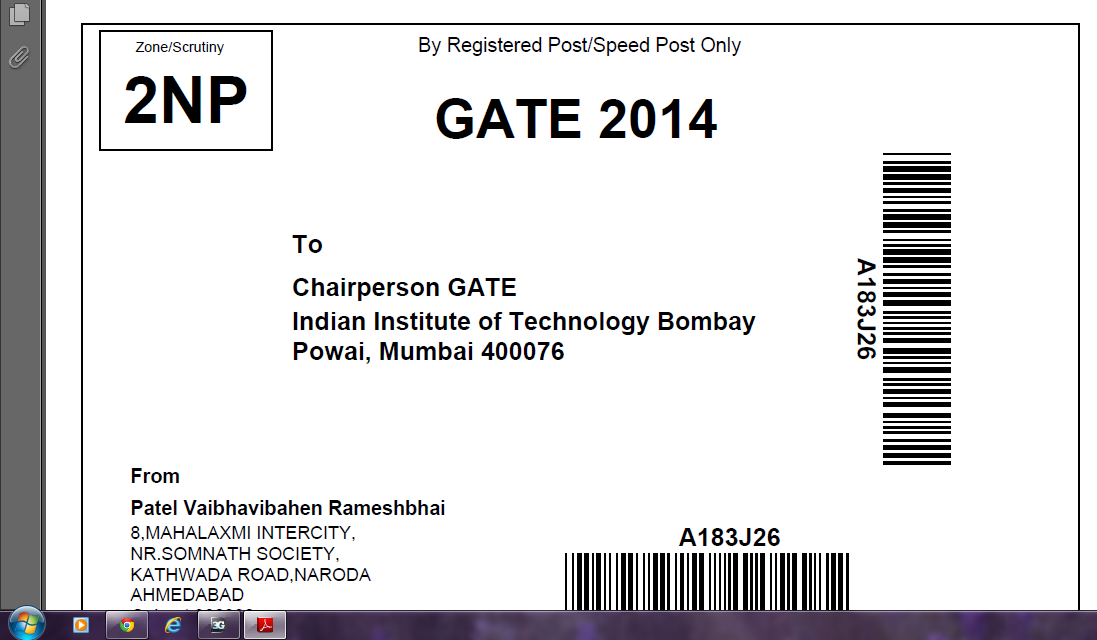 Zone/Scrutiny
2NP
By Registered Post/Speed Post Only
GATE 2014
To
Chairperson GATE
Indian Institute of Technology Bombay
Powai, Mumbai 400076
A183J26
From
Patel Vaibhavibahen Rameshbhai
8,MAHALAXMI INTERCITY,
NR.SOMNATH SOCIETY,
KATHWADA ROAD,NARODA
AHMEDABAD
A183J26
3G